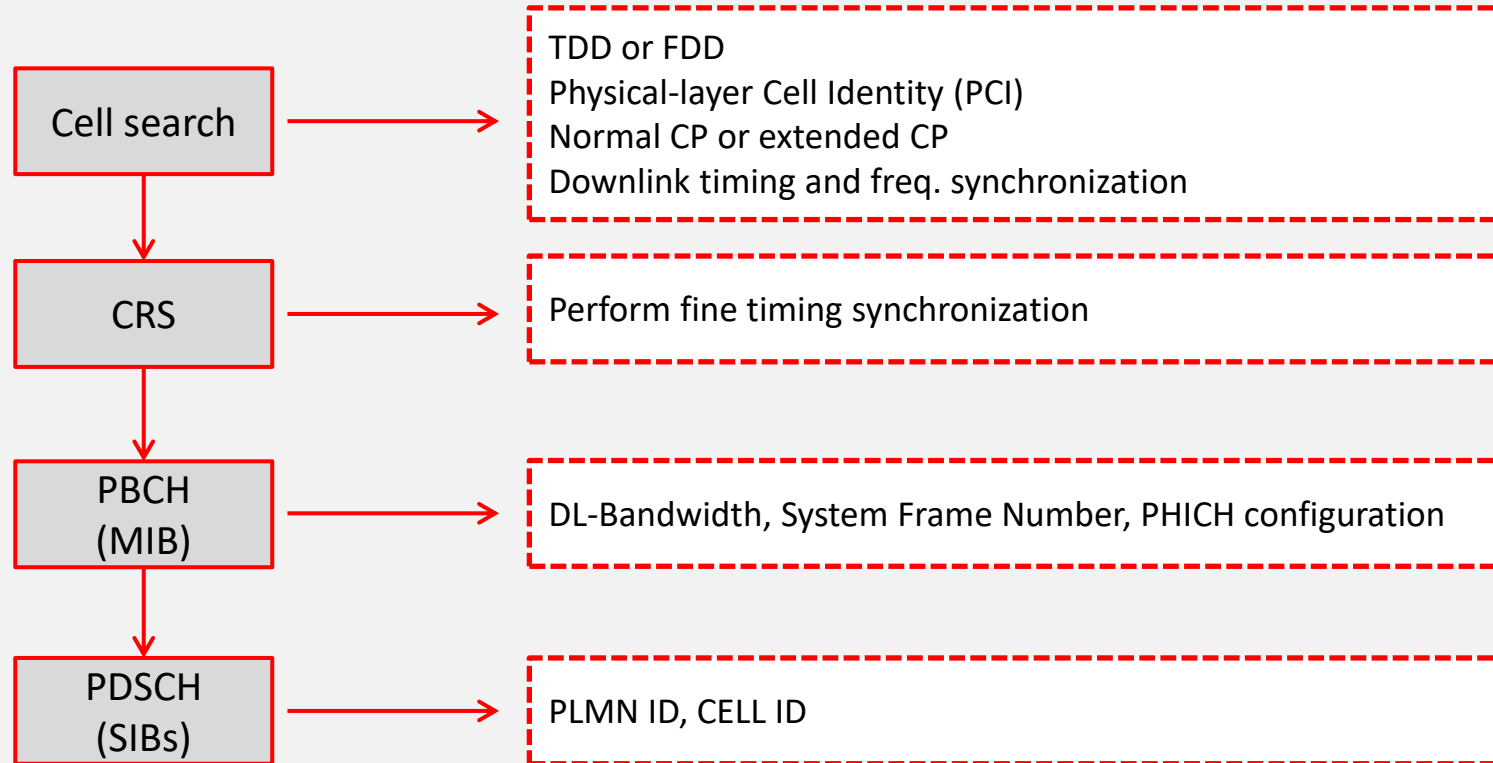 Cell search
TDD or FDD
Physical-layer Cell Identity (PCI)
Normal CP or extended CP
Downlink timing and freq. synchronization
CRS
Perform fine timing synchronization
PBCH
(MIB)
DL-Bandwidth, System Frame Number, PHICH configuration
PDSCH
(SIBs)
PLMN ID, CELL ID